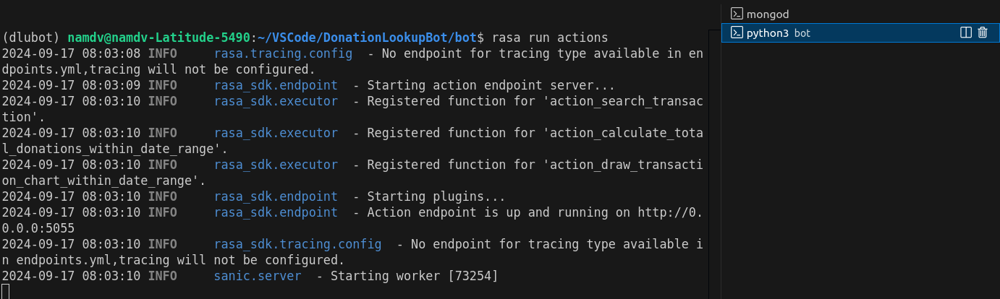 (dlubot) namdv@namdv-Latitude-5490:~/VSCode/DonationLookupBot/bot$ rasa run actions
2024-09-17 08:03:08 INFO     rasa.tracing.config  - No endpoint for tracing type available in en
dpoints.yml,tracing will not be configured.
2024-09-17 08:03:09 INFO     rasa_sdk.endpoint  - Starting action endpoint server...
2024-09-17 08:03:10 INFO     rasa_sdk.executor  - Registered function for 'action_search_transac
tion'.
2024-09-17 08:03:10 INFO     rasa_sdk.executor  - Registered function for 'action_calculate_tota
l_donations_within_date_range'.
2024-09-17 08:03:10 INFO     rasa_sdk.executor  - Registered function for 'action_draw_transacti
on_chart_within_date_range'.
2024-09-17 08:03:10 INFO     rasa_sdk.endpoint  - Starting plugins...
2024-09-17 08:03:10 INFO     rasa_sdk.endpoint  - Action endpoint is up and running on http://0.
0.0.0:5055
2024-09-17 08:03:10 INFO     rasa_sdk.tracing.config  - No endpoint for tracing type available i
n endpoints.yml,tracing will not be configured.
2024-09-17 08:03:10 INFO     sanic.server  - Starting worker [73254]
mongod
python3 bot